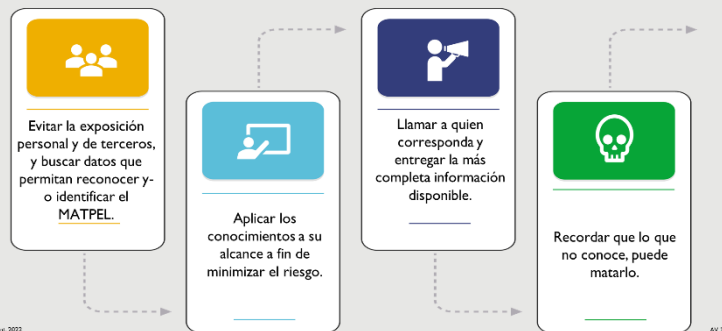 Evitar la exposición
personal y de terceros,
y buscar datos que
permitan reconocer y-
o identificar el
MATPEL.
Aplicar los
conocimientos a su
alcance a fin de
minimizar el riesgo.
Llamar a quien
corresponda y
entregar la más
completa información
disponible.
Recordar que lo que
no conoce, puede
matarlo.